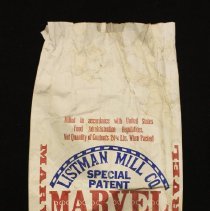 Milled in accordance with United States
Food Administration Regulations.
Net Quantity of Contents 24½ Lbs. When Packed
LISTMAN MILL CO.
SPECIAL
PATENT
MARVEL